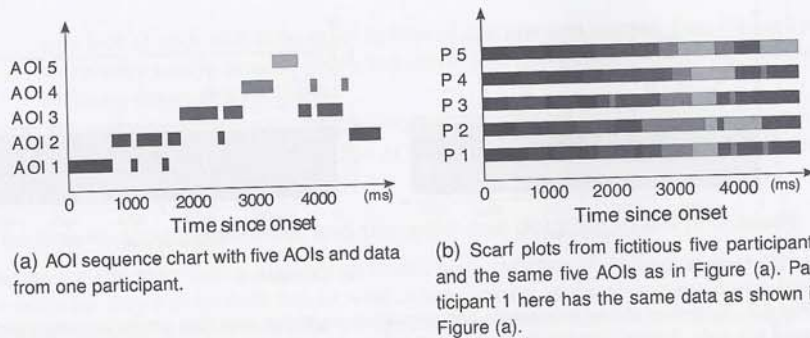 AOI 5
AOI 4
AOI 3
AOI 2
AOI 1
0 1000 2000 3000 4000 (ms)
Time since onset
(a) AOI sequence chart with five AOIs and data
from one participant.
P 5
P 4
P 3
P 2
P 1
0 1000 2000 3000 4000 (ms)
Time since onset
(b) Scarf plots from fictitious five participant
and the same five AOIs as in Figure (a). Pa
ticipant 1 here has the same data as shown i
Figure (a).